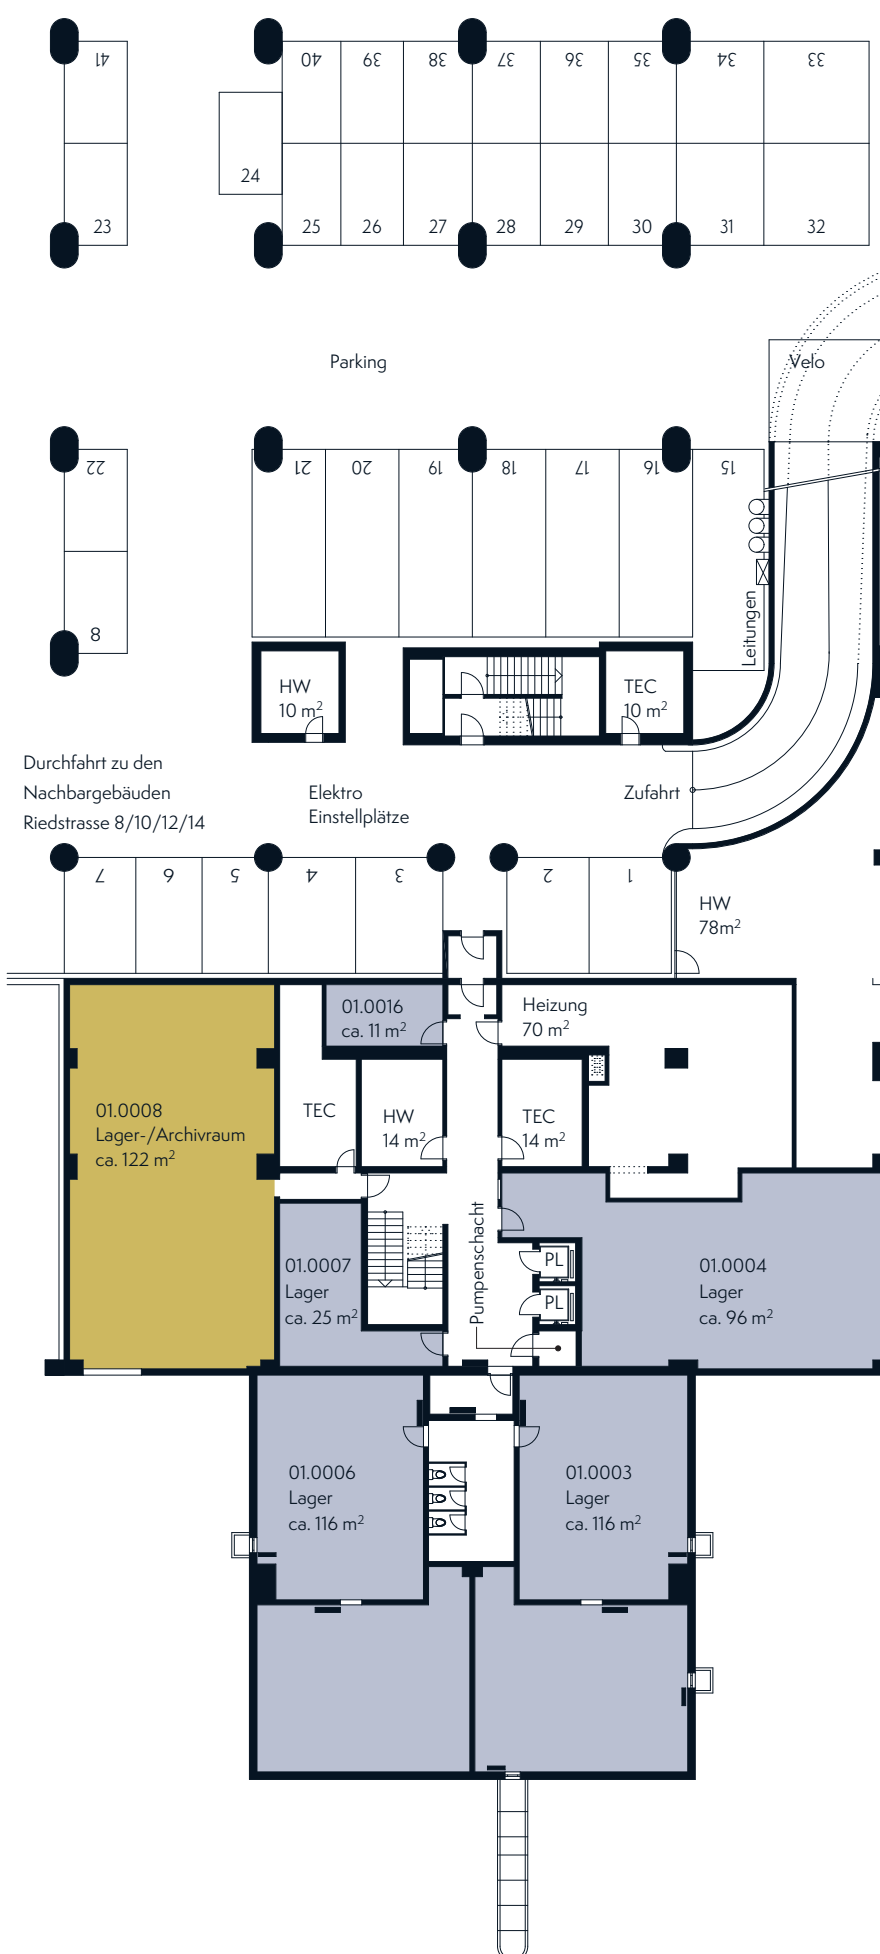 41
40
39
38
37
36
35
34
33
24
23
25
26
27
28
29
30
31
32
Parking
Velo
22
21
20
19
18
17
16
15
8
Leitungen
HW
10 m²
TEC
10 m²
Durchfahrt zu den
Nachbargebäuden
Riedstrasse 8/10/12/14
Elektro
Einstellplätze
Zufahrt
7
6
5
4
3
2
1
HW
78m²
01.0016
ca. 11 m²
Heizung
70 m²
01.0008
Lager-/Archivraum
ca. 122 m²
TEC
HW
14 m²
TEC
14 m²
Pumpenschacht
01.0007
Lager
ca. 25 m²
PL
PL
01.0004
Lager
ca. 96 m²
01.0006
Lager
ca. 116 m²
01.0003
Lager
ca. 116 m²